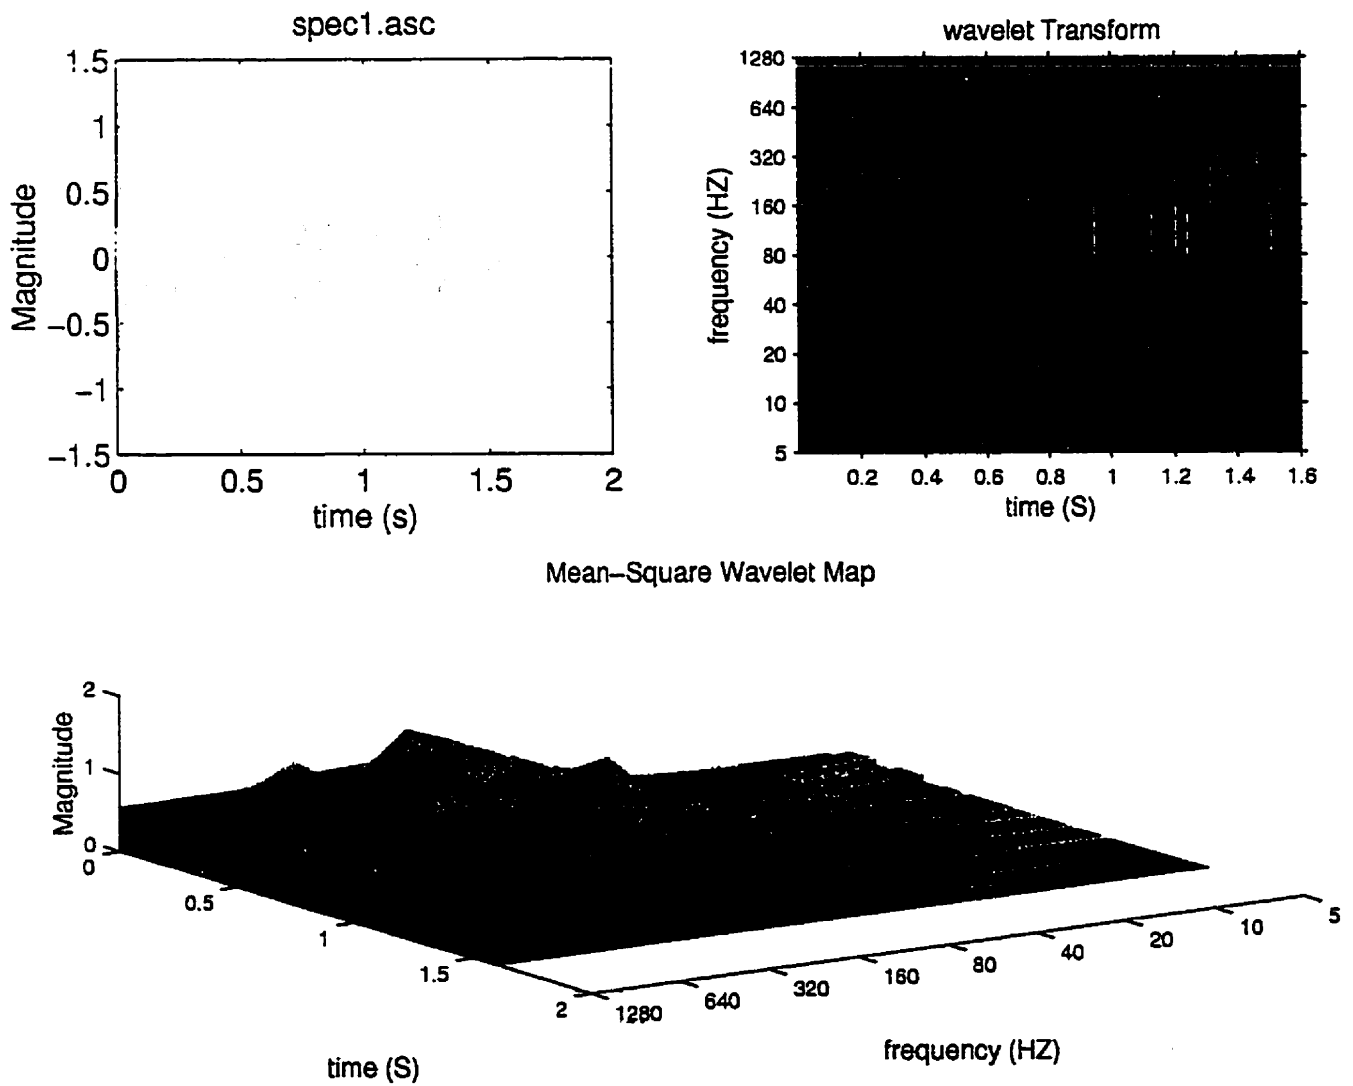 spec1.asc
1.5
1
0.5
0
−0.5
−1
−1.5
Magnitude
0 0.5 1 1.5 2
time (s)
wavelet Transform
1280
640
320
160
80
40
20
10
5
frequency (HZ)
0.2 0.4 0.6 0.8 1 1.2 1.4 1.6
time (S)
Mean−Square Wavelet Map
2
1
0
Magnitude
0
0.5
1
1.5
2
time (S)
1280
640
320
160
80
40
20
10
5
frequency (HZ)